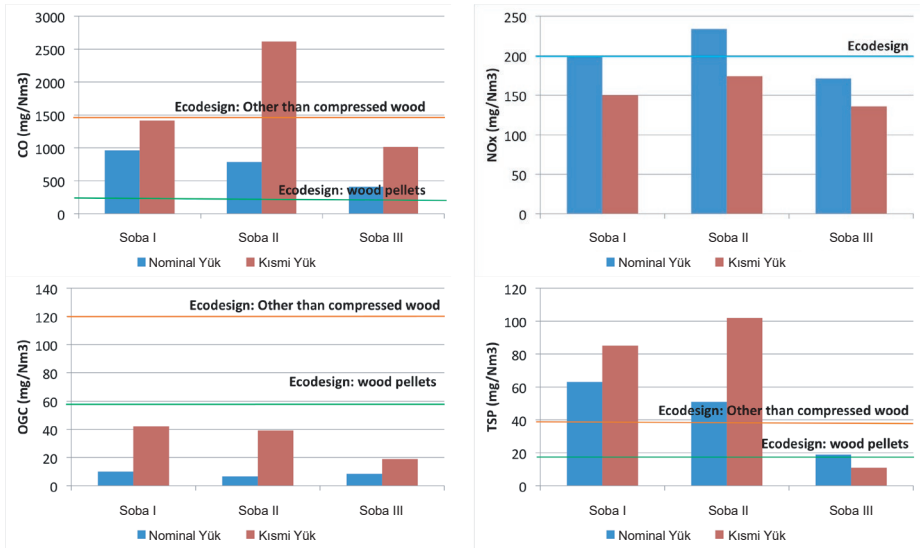 CO (mg/Nm3)
3000
2500
2000
1500
1000
500
0
Ecodesign: Other than compressed wood
Ecodesign: wood pellets
Soba I Soba II Soba III
Nominal Yük Kısmi Yük
NOx (mg/Nm3)
250
200
150
100
50
0
Ecodesign
Soba I Soba II Soba III
Nominal Yük Kısmi Yük
OGC (mg/Nm3)
140
120
100
80
60
40
20
0
Ecodesign: Other than compressed wood
Ecodesign: wood pellets
Soba I Soba II Soba III
Nominal Yük Kısmi Yük
TSP (mg/Nm3)
120
100
80
60
40
20
0
Ecodesign: Other than compressed wood
Ecodesign: wood pellets
Soba I Soba II Soba III
Nominal Yük Kısmi Yük